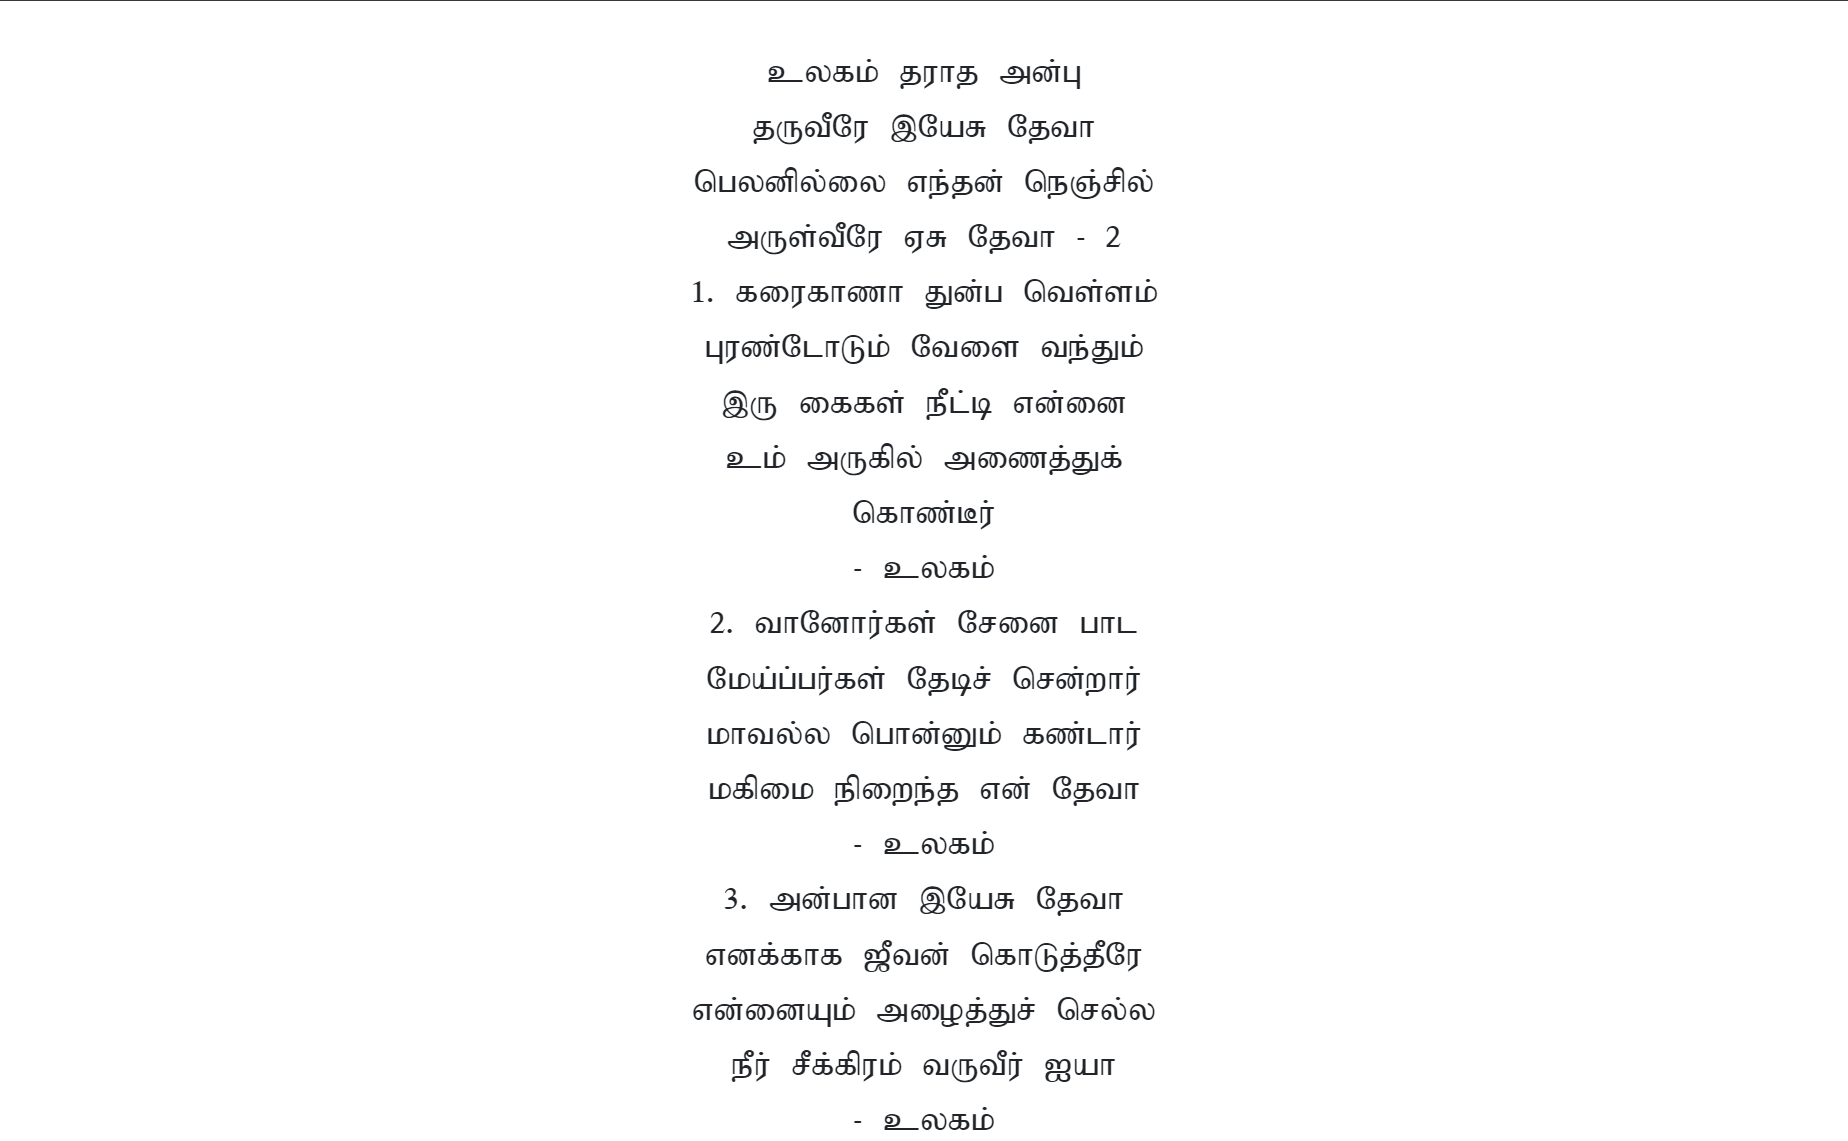 உலகம் தராத அன்பு
தருவீரே இயேசு தேவா
பெலனில்லை எந்தன் நெஞ்சில்
அருள்வீரே ஏசு தேவா - 2
1. கரைகாணா துன்ப வெள்ளம்
புரண்டோடும் வேளை வந்தும்
இரு கைகள் நீட்டி என்னை
உம் அருகில் அணைத்துக்
கொண்டீர்
- உலகம்
2. வானோர்கள் சேனை பாட
மேய்ப்பர்கள் தேடிச் சென்றார்
மாவல்ல பொன்னும் கண்டார்
மகிமை நிறைந்த என் தேவா
- உலகம்
3. அன்பான இயேசு தேவா
எனக்காக ஜீவன் கொடுத்தீரே
என்னையும் அழைத்துச் செல்ல
நீர் சீக்கிரம் வருவீர் ஐயா
- உலகம்